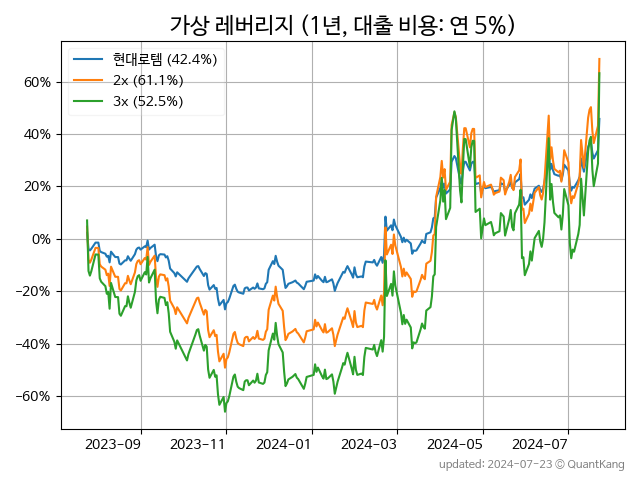 가상 레버리지 (1년, 대출 비용: 연 5%)
현대로템 (42.4%)
2x (61.1%)
3x (52.5%)
60%
40%
20%
0%
−20%
−40%
−60%
2023-09 2023-11 2024-01 2024-03 2024-05 2024-07
updated: 2024-07-23 © QuantKang